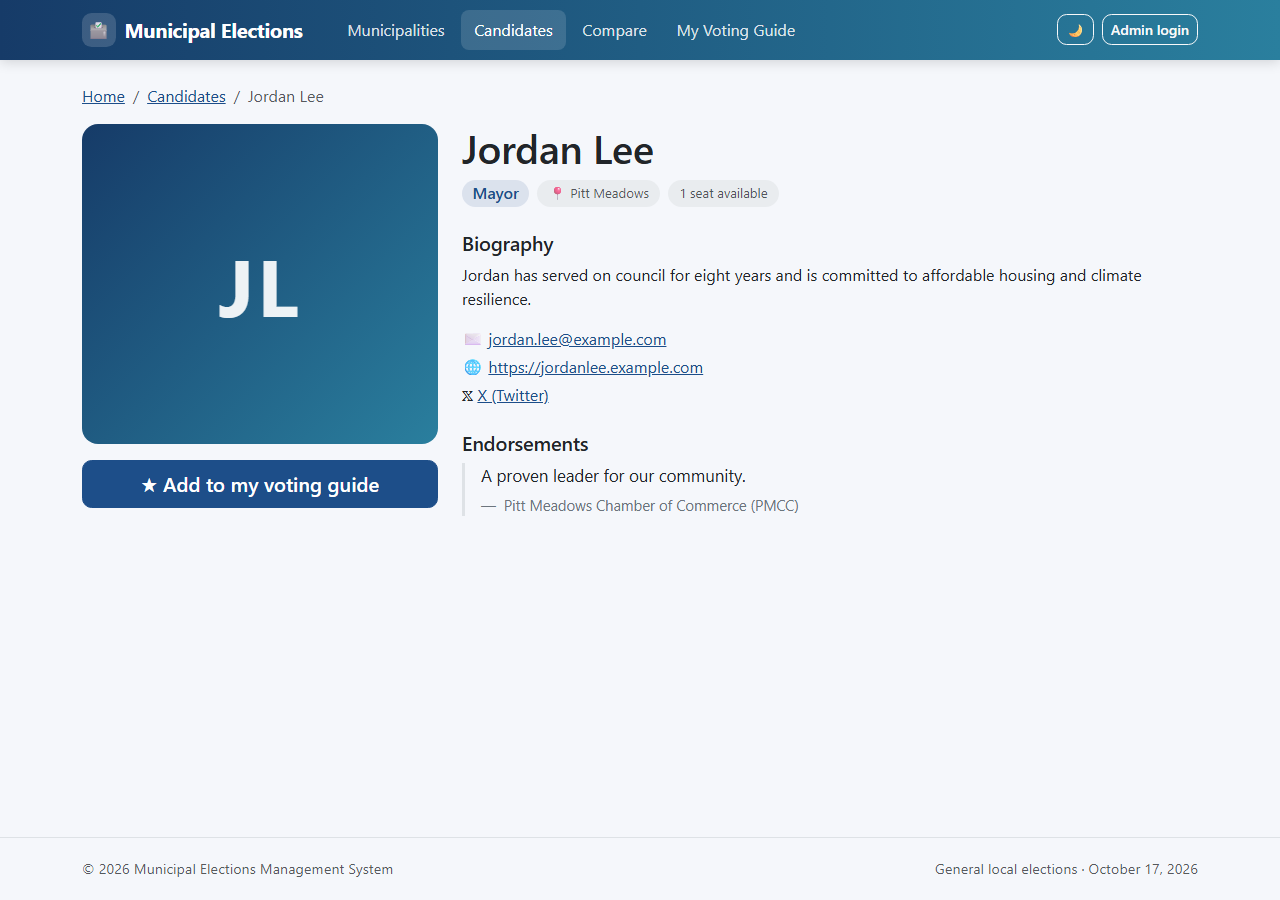 Municipal Elections
Municipalities
Candidates
Compare
My Voting Guide
Admin login
Home / Candidates / Jordan Lee
JL
★ Add to my voting guide
Jordan Lee
Mayor
Pitt Meadows
1 seat available
Biography
Jordan has served on council for eight years and is committed to affordable housing and climate
resilience.
jordan.lee@example.com
https://jordanlee.example.com
𝕏 X (Twitter)
Endorsements
A proven leader for our community.
— Pitt Meadows Chamber of Commerce (PMCC)
© 2026 Municipal Elections Management System
General local elections · October 17, 2026